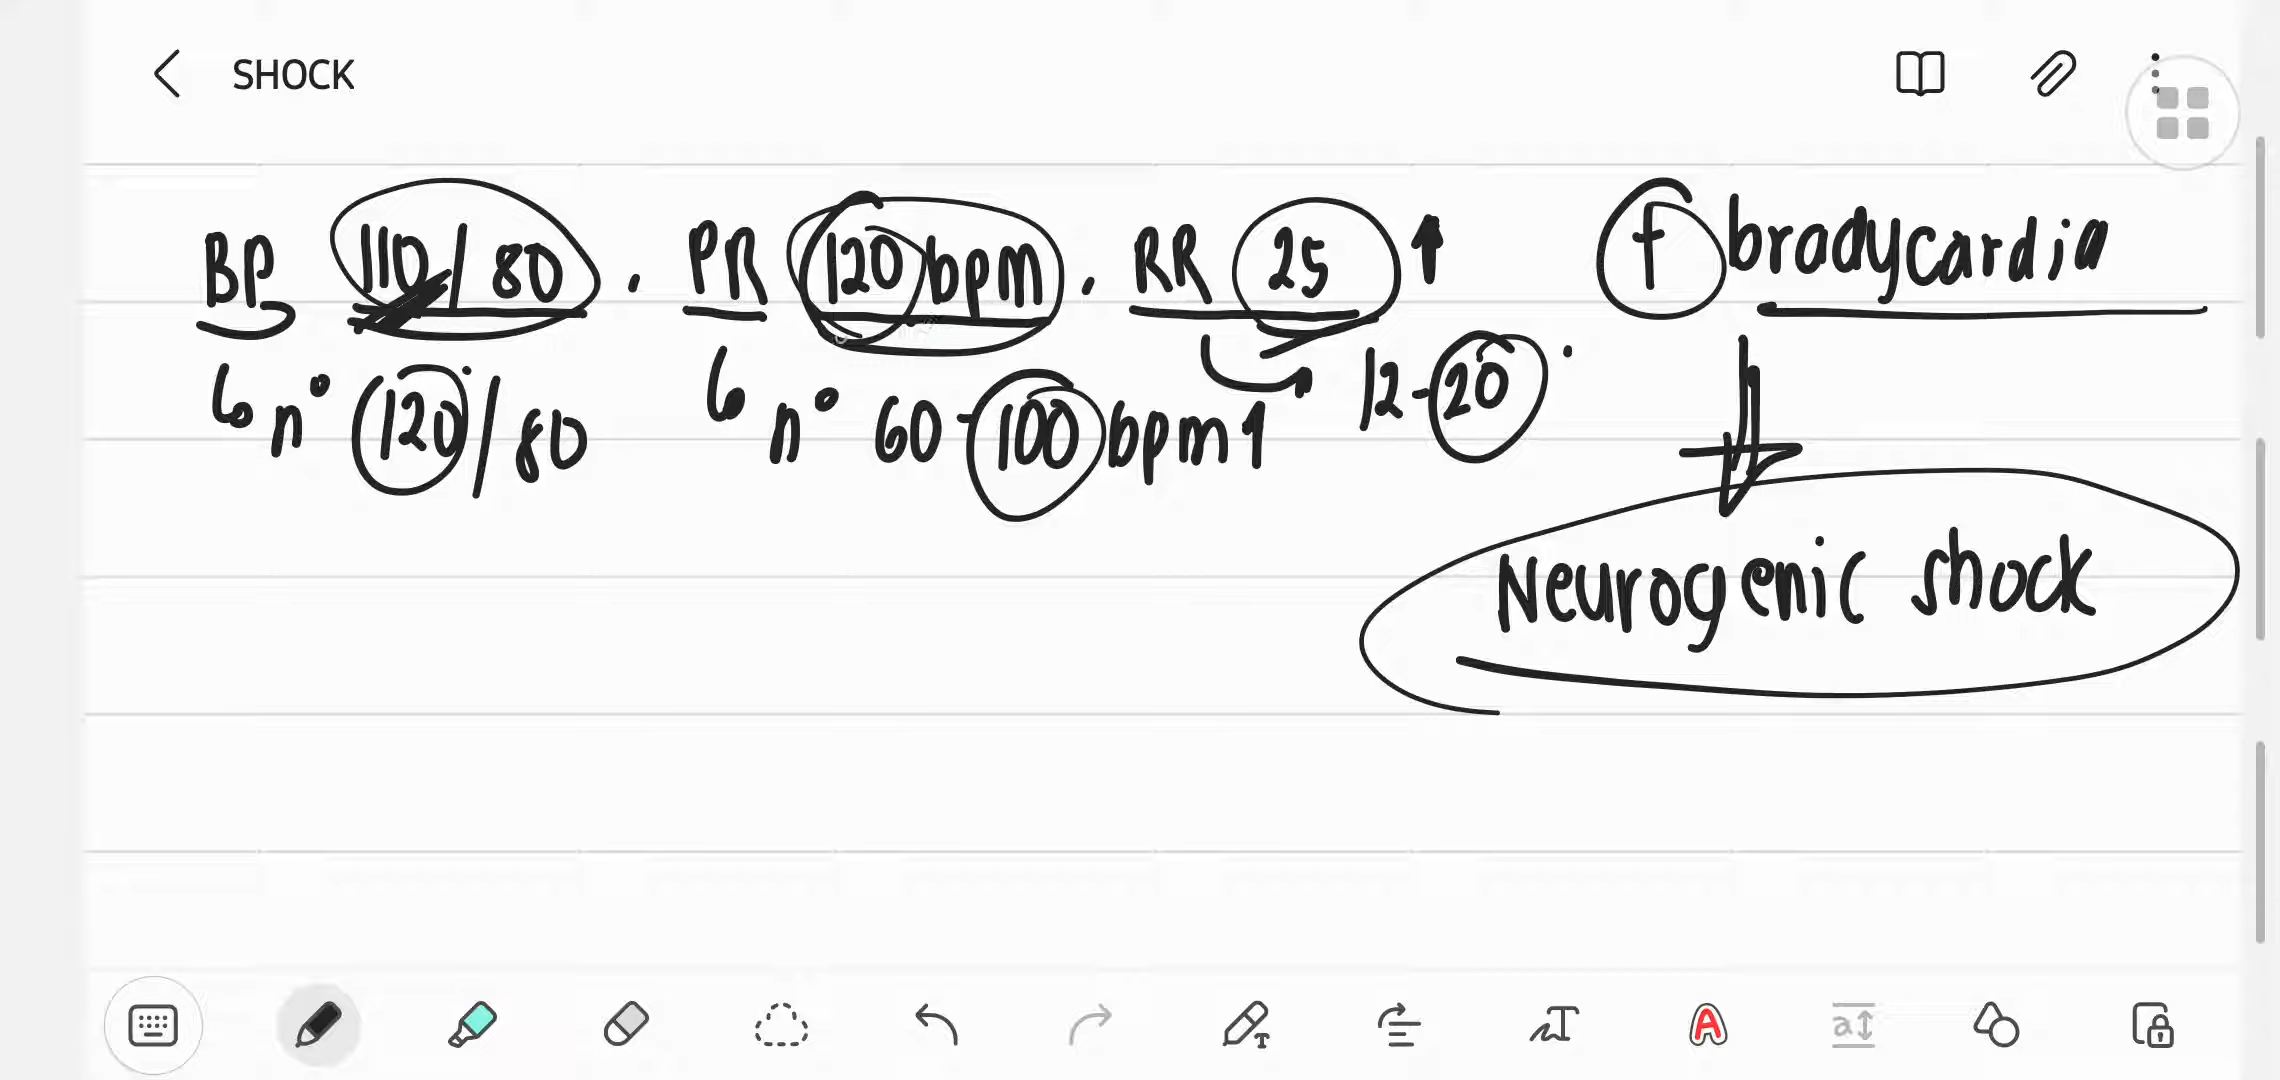 SHOCK
BP 110/80. PR 120 bpm. RR 25 ↑ f bradycardia
n° 120/80 n° 60-100 bpm↑ 12-20
Neurogenic shock